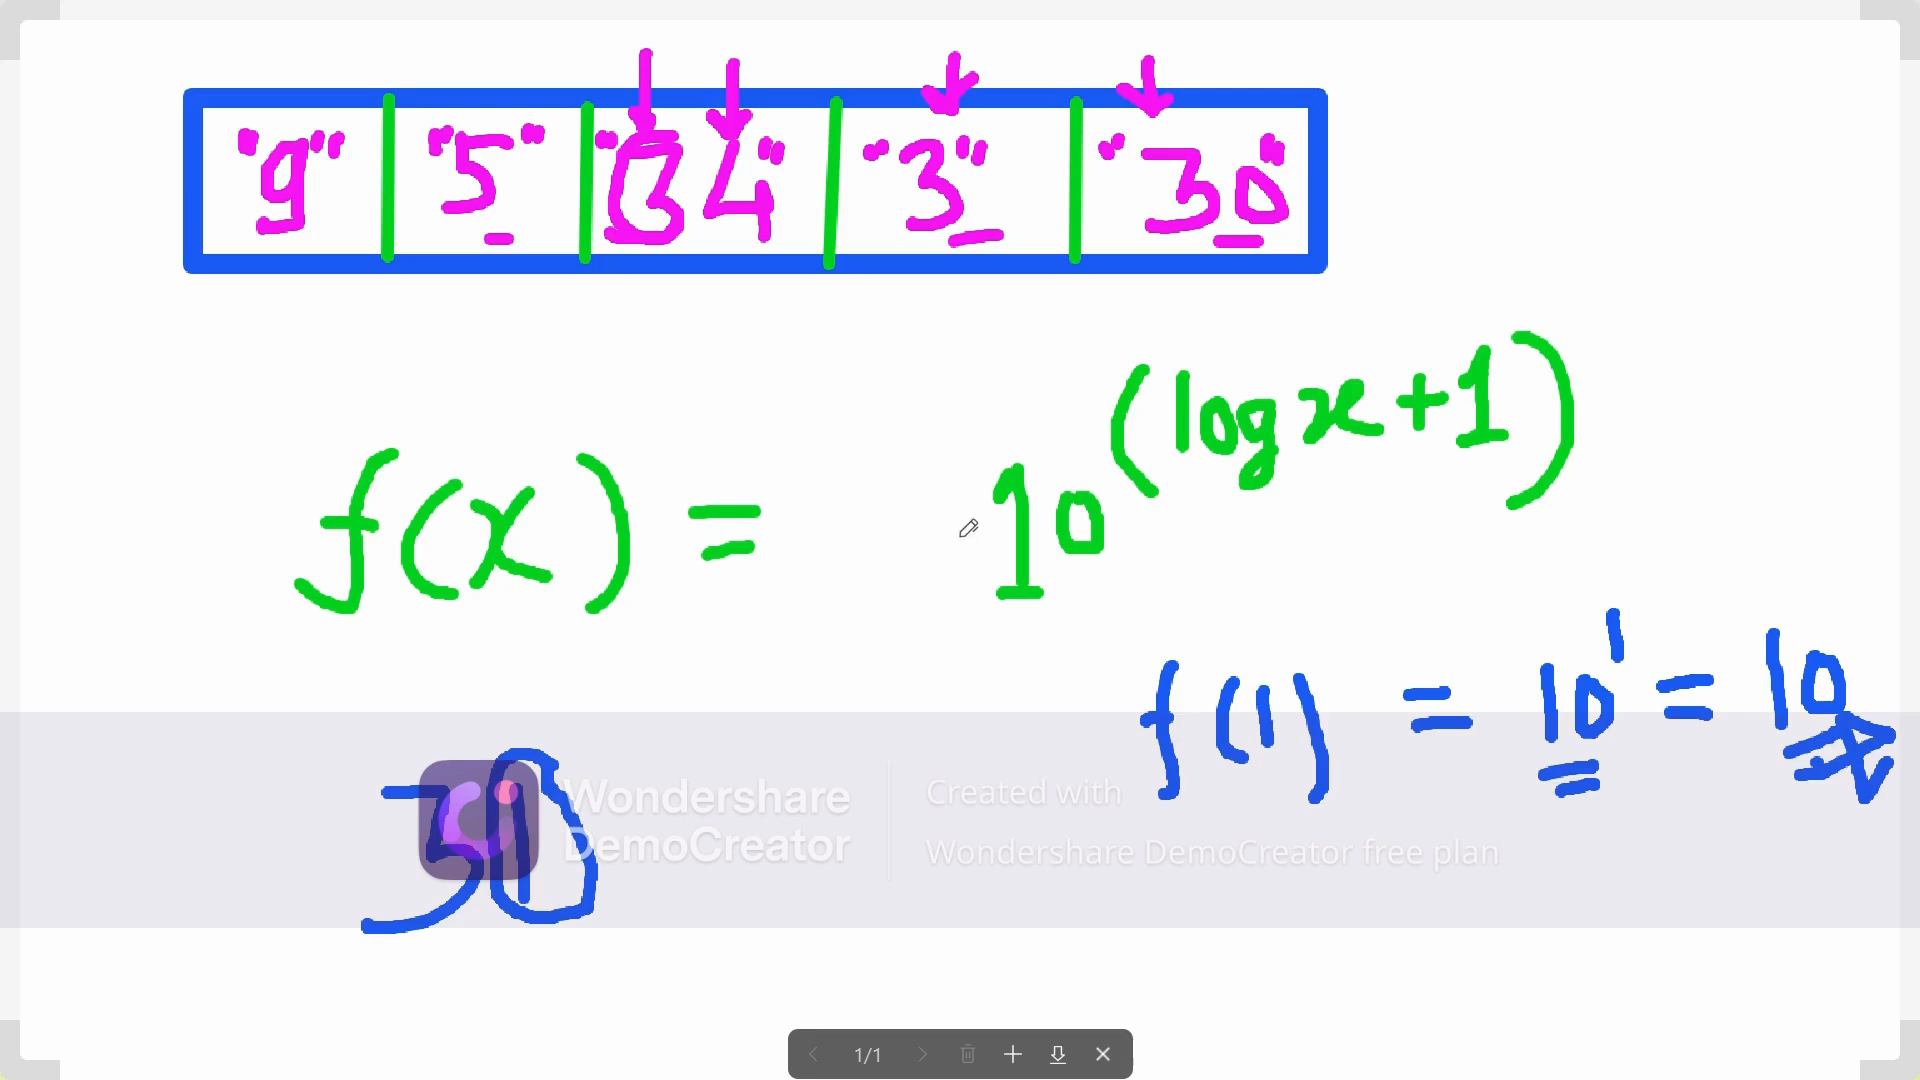 "9" "5" "34" "3" "30"
f(x) = 10^(log x + 1)
f(1) = 10^1 = 10
Wondershare
DemoCreator
Created with
Wondershare DemoCreator free plan
1/1